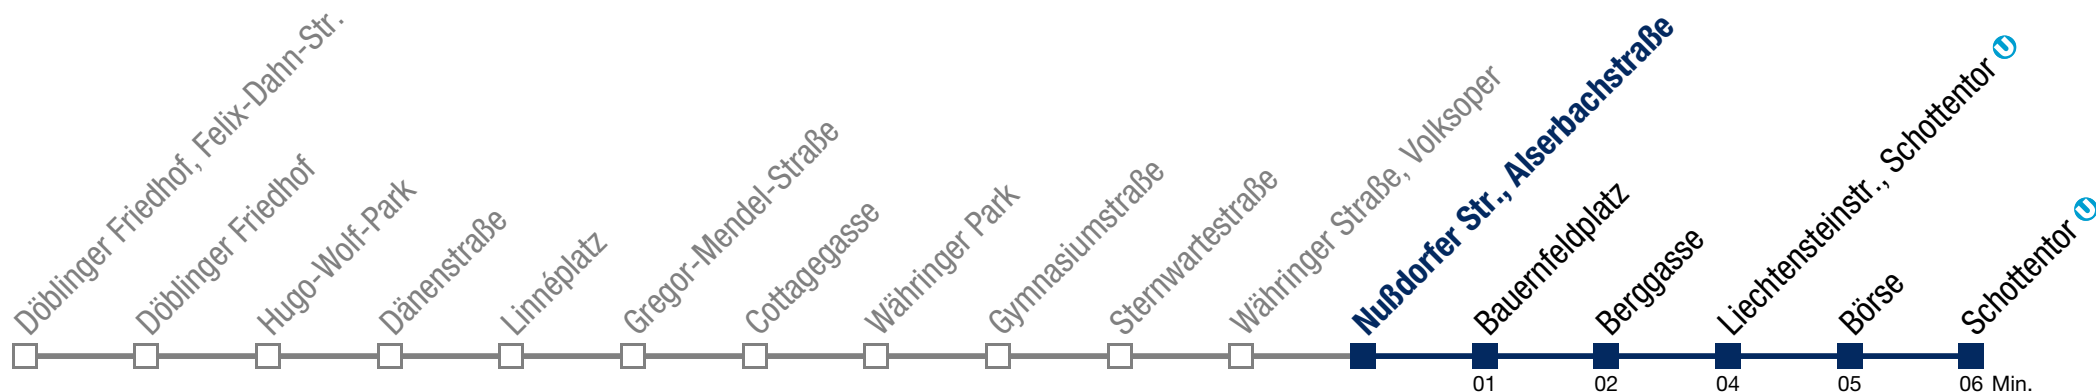 Döblinger Friedhof, Felix-Dahn-Str.
Döblinger Friedhof
Hugo-Wolf-Park
Dänenstraße
Linnéplatz
Gregor-Mendel-Straße
Cottagegasse
Währinger Park
Gymnasiumstraße
Sternwartestraße
Währinger Straße, Volksoper
Nußdorfer Str., Alserbachstraße
Bauernfeldplatz
Berggasse
Liechtensteinstr., Schottentor U
Börse
Schottentor U
01 02 04 05 06 Min.